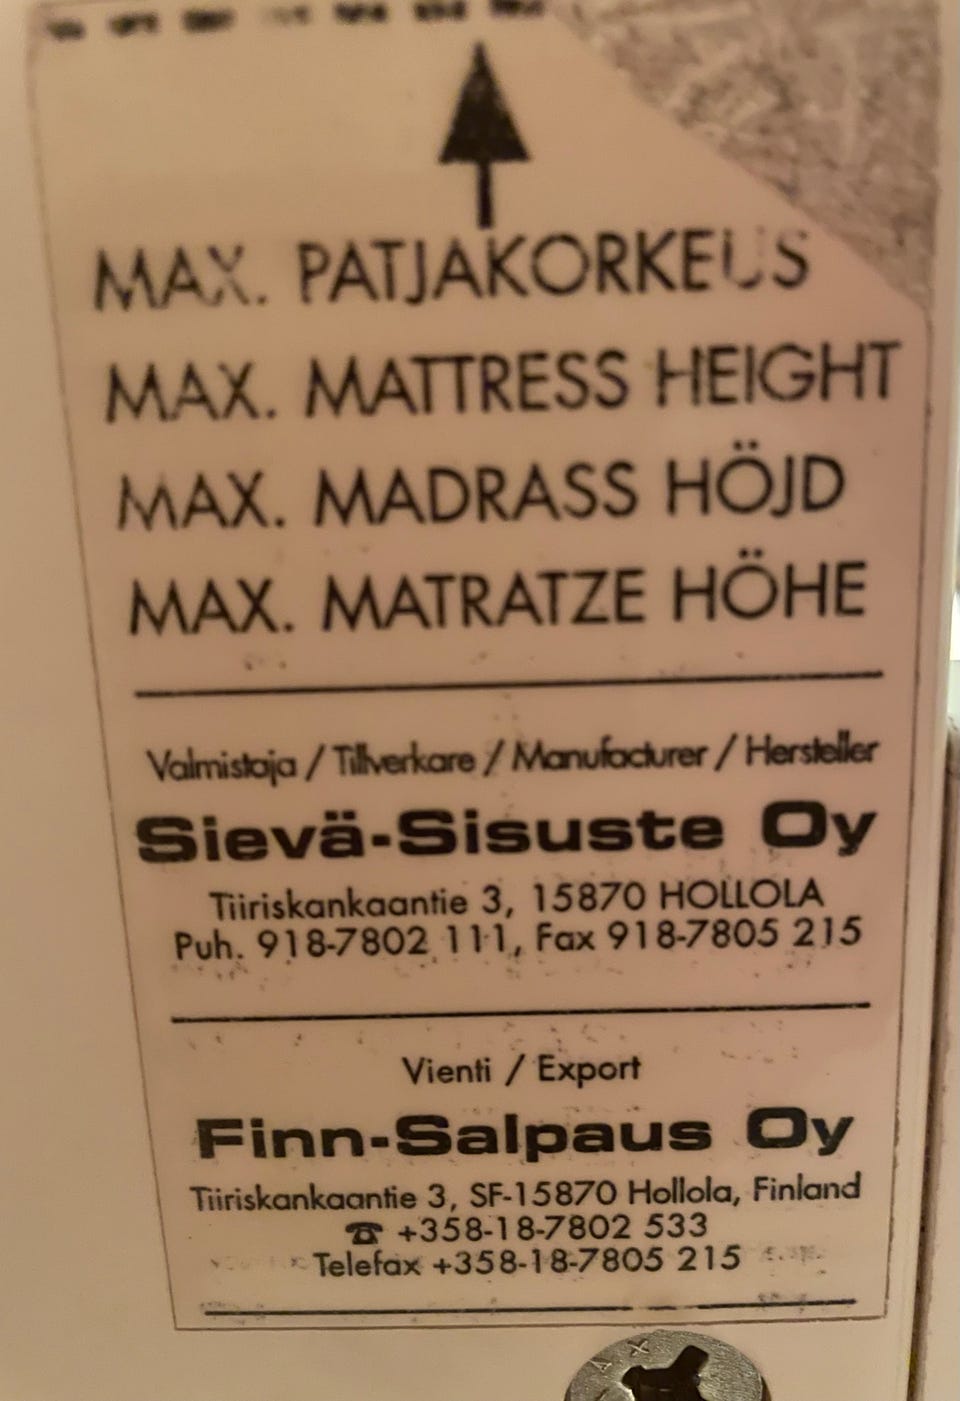 MAX. PATJAKORKEUS
MAX. MATTRESS HEIGHT
MAX. MADRASS HÖJD
MAX. MATRATZE HÖHE
Valmistaja / Tillverkare / Manufacturer / Hersteller
Sievä-Sisuste Oy
Tiiriskankaantie 3, 15870 HOLLOLA
Puh. 918-7802 111, Fax 918-7805 215
Vienti / Export
Finn-Salpaus Oy
Tiiriskankaantie 3, SF-15870 Hollola, Finland
☎ +358-18-7802 533
Telefax +358-18-7805 215